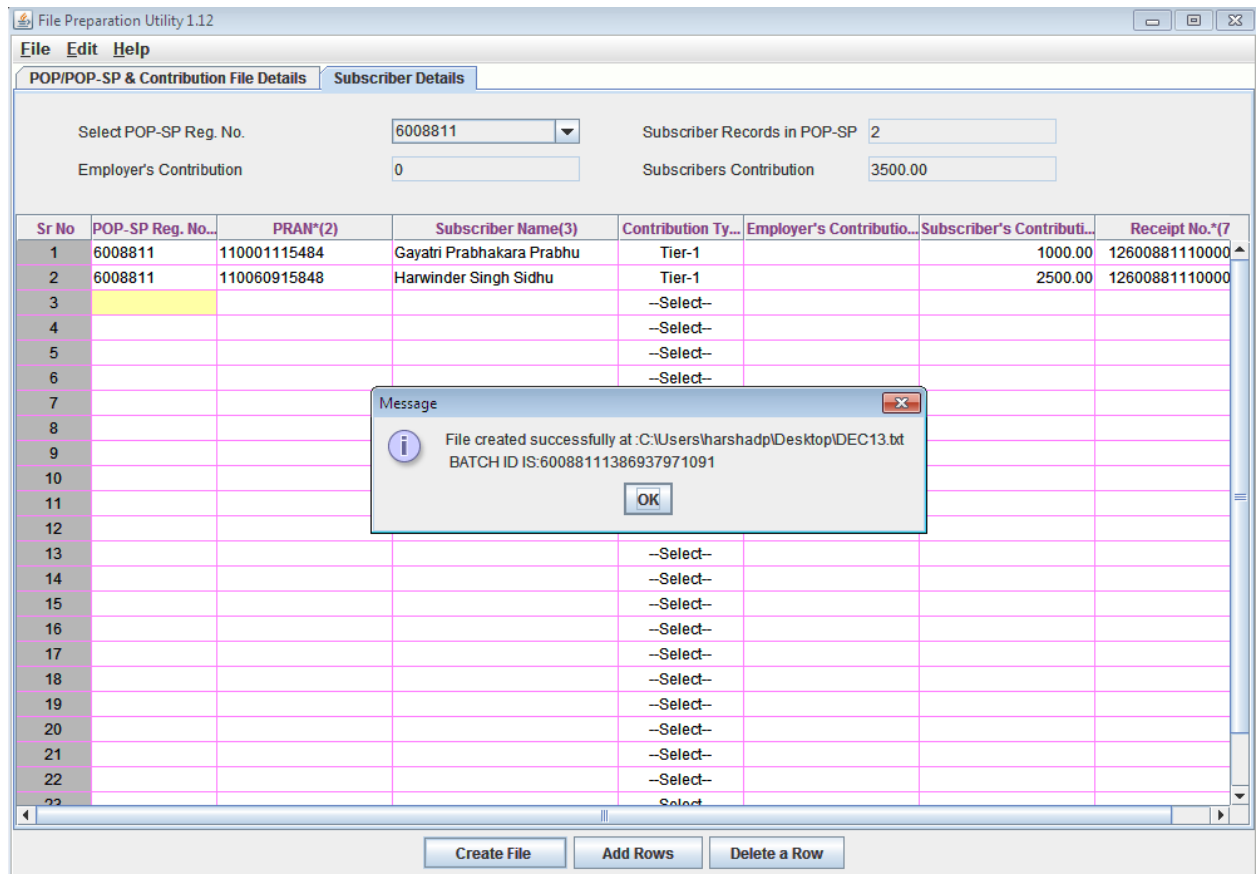 File Preparation Utility 1.12
File Edit Help
POP/POP-SP & Contribution File Details Subscriber Details
Select POP-SP Reg. No. 6008811 Subscriber Records in POP-SP 2
Employer's Contribution 0 Subscribers Contribution 3500.00
Sr No POP-SP Reg. No... PRAN*(2) Subscriber Name(3) Contribution Ty... Employer's Contributio... Subscriber's Contributi... Receipt No.*(7
1 6008811 110001115484 Gayatri Prabhakara Prabhu Tier-1 1000.00 12600881110000
2 6008811 110060915848 Harwinder Singh Sidhu Tier-1 2500.00 12600881110000
3 --Select--
4 --Select--
5 --Select--
6 --Select--
7
8
9
10
11
12
Message
File created successfully at :C:\Users\harshadp\Desktop\DEC13.txt
BATCH ID IS:60088111386937971091
OK
13 --Select--
14 --Select--
15 --Select--
16 --Select--
17 --Select--
18 --Select--
19 --Select--
20 --Select--
21 --Select--
22 --Select--
23 --Select--
Create File Add Rows Delete a Row